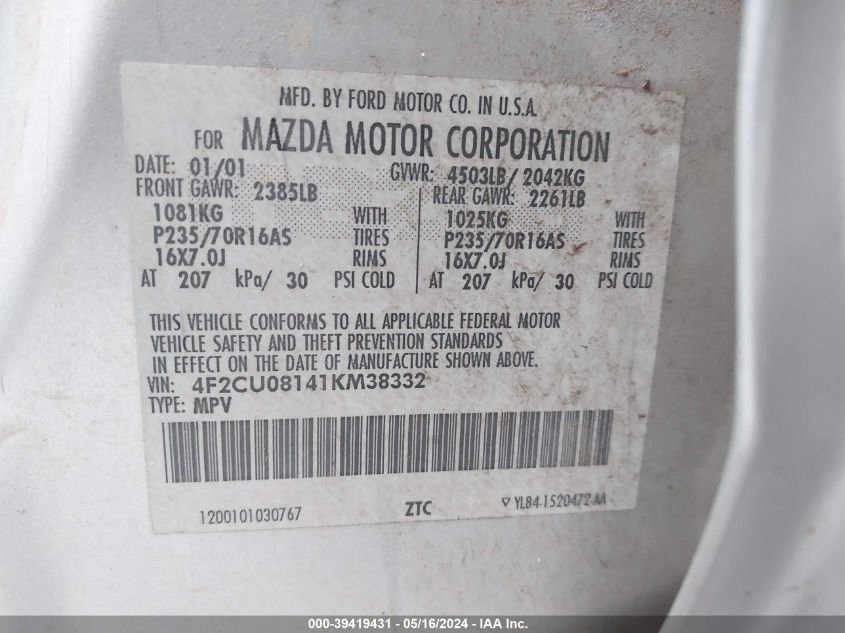 MFD. BY FORD MOTOR CO. IN U.S.A.
FOR MAZDA MOTOR CORPORATION
DATE: 01/01 GVWR: 4503LB/ 2042KG
FRONT GAWR: 2385LB REAR GAWR: 2261LB
1081KG WITH 1025KG WITH
P235/70R16AS TIRES P235/70R16AS TIRES
16X7.0J RIMS 16X7.0J RIMS
AT 207 kPa/ 30 PSI COLD AT 207 kPa/ 30 PSI COLD
THIS VEHICLE CONFORMS TO ALL APPLICABLE FEDERAL MOTOR
VEHICLE SAFETY AND THEFT PREVENTION STANDARDS
IN EFFECT ON THE DATE OF MANUFACTURE SHOWN ABOVE.
VIN: 4F2CU08141KM38332
TYPE: MPV
1200101030767 ZTC YL84-1520472-AA
000-39419431 - 05/16/2024 - IAA Inc.